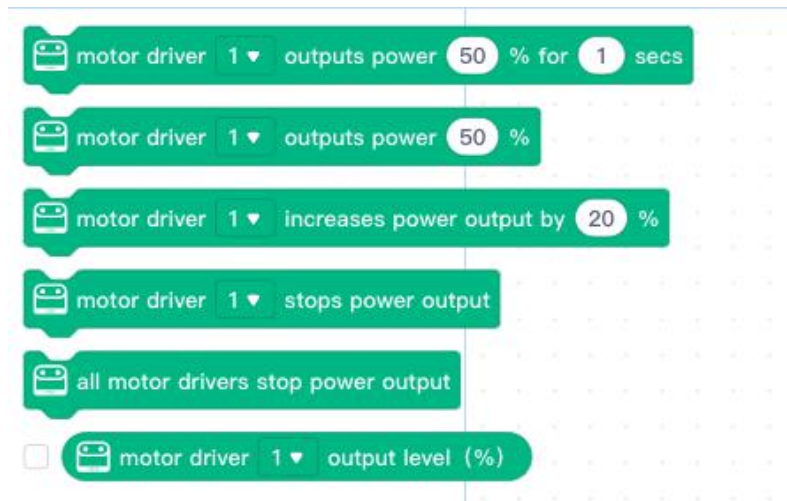 motor driver 1 outputs power 50 % for 1 secs
motor driver 1 outputs power 50 %
motor driver 1 increases power output by 20 %
motor driver 1 stops power output
all motor drivers stop power output
motor driver 1 output level (%)